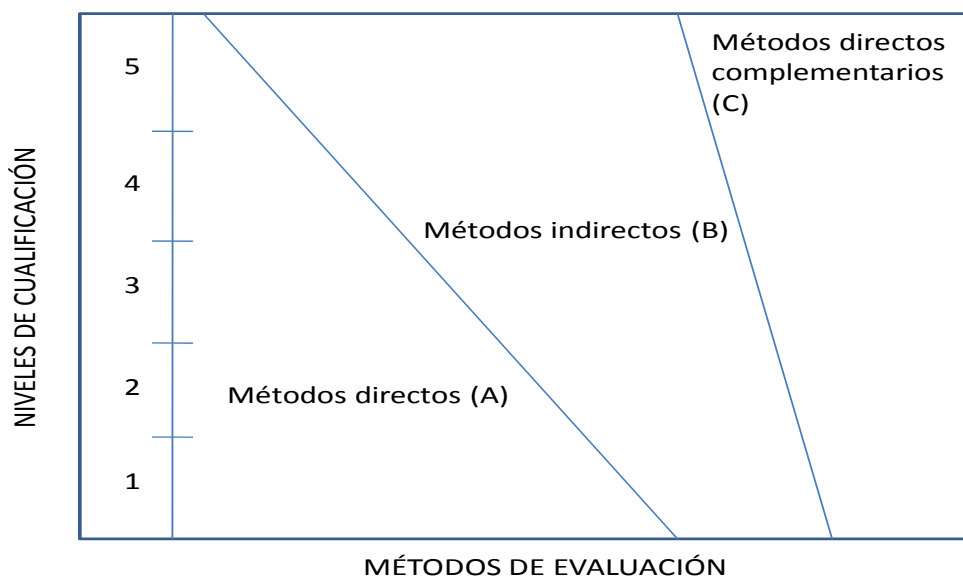 NIVELES DE CUALIFICACIÓN
5
4
3
2
1
Métodos directos
complementarios
(C)
Métodos indirectos (B)
Métodos directos (A)
MÉTODOS DE EVALUACIÓN